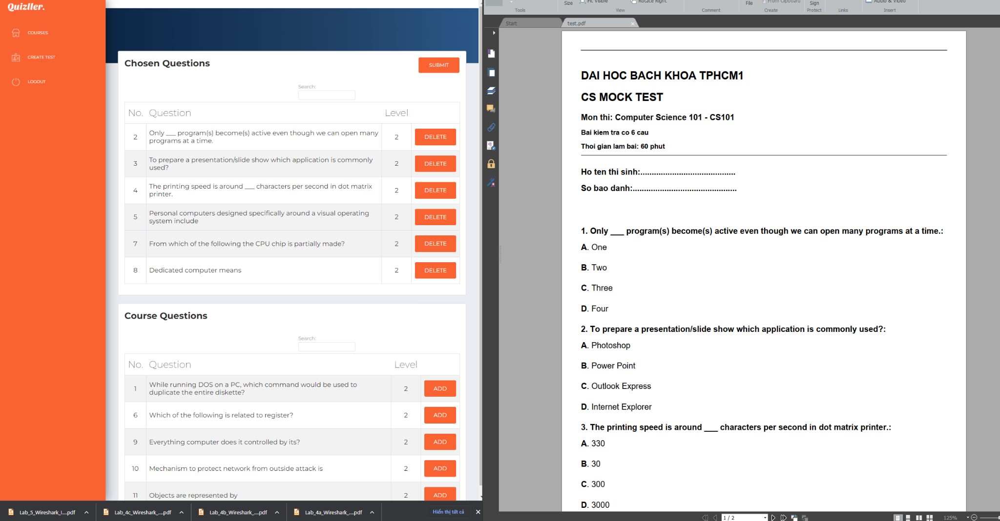 Quizller.
COURSES
CREATE TEST
LOGOUT
Chosen Questions
SUBMIT
Search:
No. Question Level
2 Only ___ program(s) become(s) active even though we can open many programs at a time. 2 DELETE
3 To prepare a presentation/slide show which application is commonly used? 2 DELETE
4 The printing speed is around ___ characters per second in dot matrix printer. 2 DELETE
5 Personal computers designed specifically around a visual operating system include 2 DELETE
7 From which of the following the CPU chip is partially made? 2 DELETE
8 Dedicated computer means 2 DELETE
Course Questions
Search:
No. Question Level
1 While running DOS on a PC, which command would be used to duplicate the entire diskette? 2 ADD
6 Which of the following is related to register? 2 ADD
9 Everything computer does it controlled by its? 2 ADD
10 Mechanism to protect network from outside attack is 2 ADD
11 Objects are represented by 2 ADD
Lab_5_Wireshark_I....pdf
Lab_4c_Wireshark_....pdf
Lab_4b_Wireshark_....pdf
Lab_4a_Wireshark_....pdf
Hiển thị tất cả
Size Fit Visible Rotate Right File From Clipboard Sign Audio & Video
Tools View Comment Create Protect Links Insert
Start test.pdf
DAI HOC BACH KHOA TPHCM1
CS MOCK TEST
Mon thi: Computer Science 101 - CS101
Bai kiem tra co 6 cau
Thoi gian lam bai: 60 phut
Ho ten thi sinh:..........................................
So bao danh:..............................................
1. Only ___ program(s) become(s) active even though we can open many programs at a time.:
A. One
B. Two
C. Three
D. Four
2. To prepare a presentation/slide show which application is commonly used?:
A. Photoshop
B. Power Point
C. Outlook Express
D. Internet Explorer
3. The printing speed is around ___ characters per second in dot matrix printer.:
A. 330
B. 30
C. 300
D. 3000
1 / 2
125%